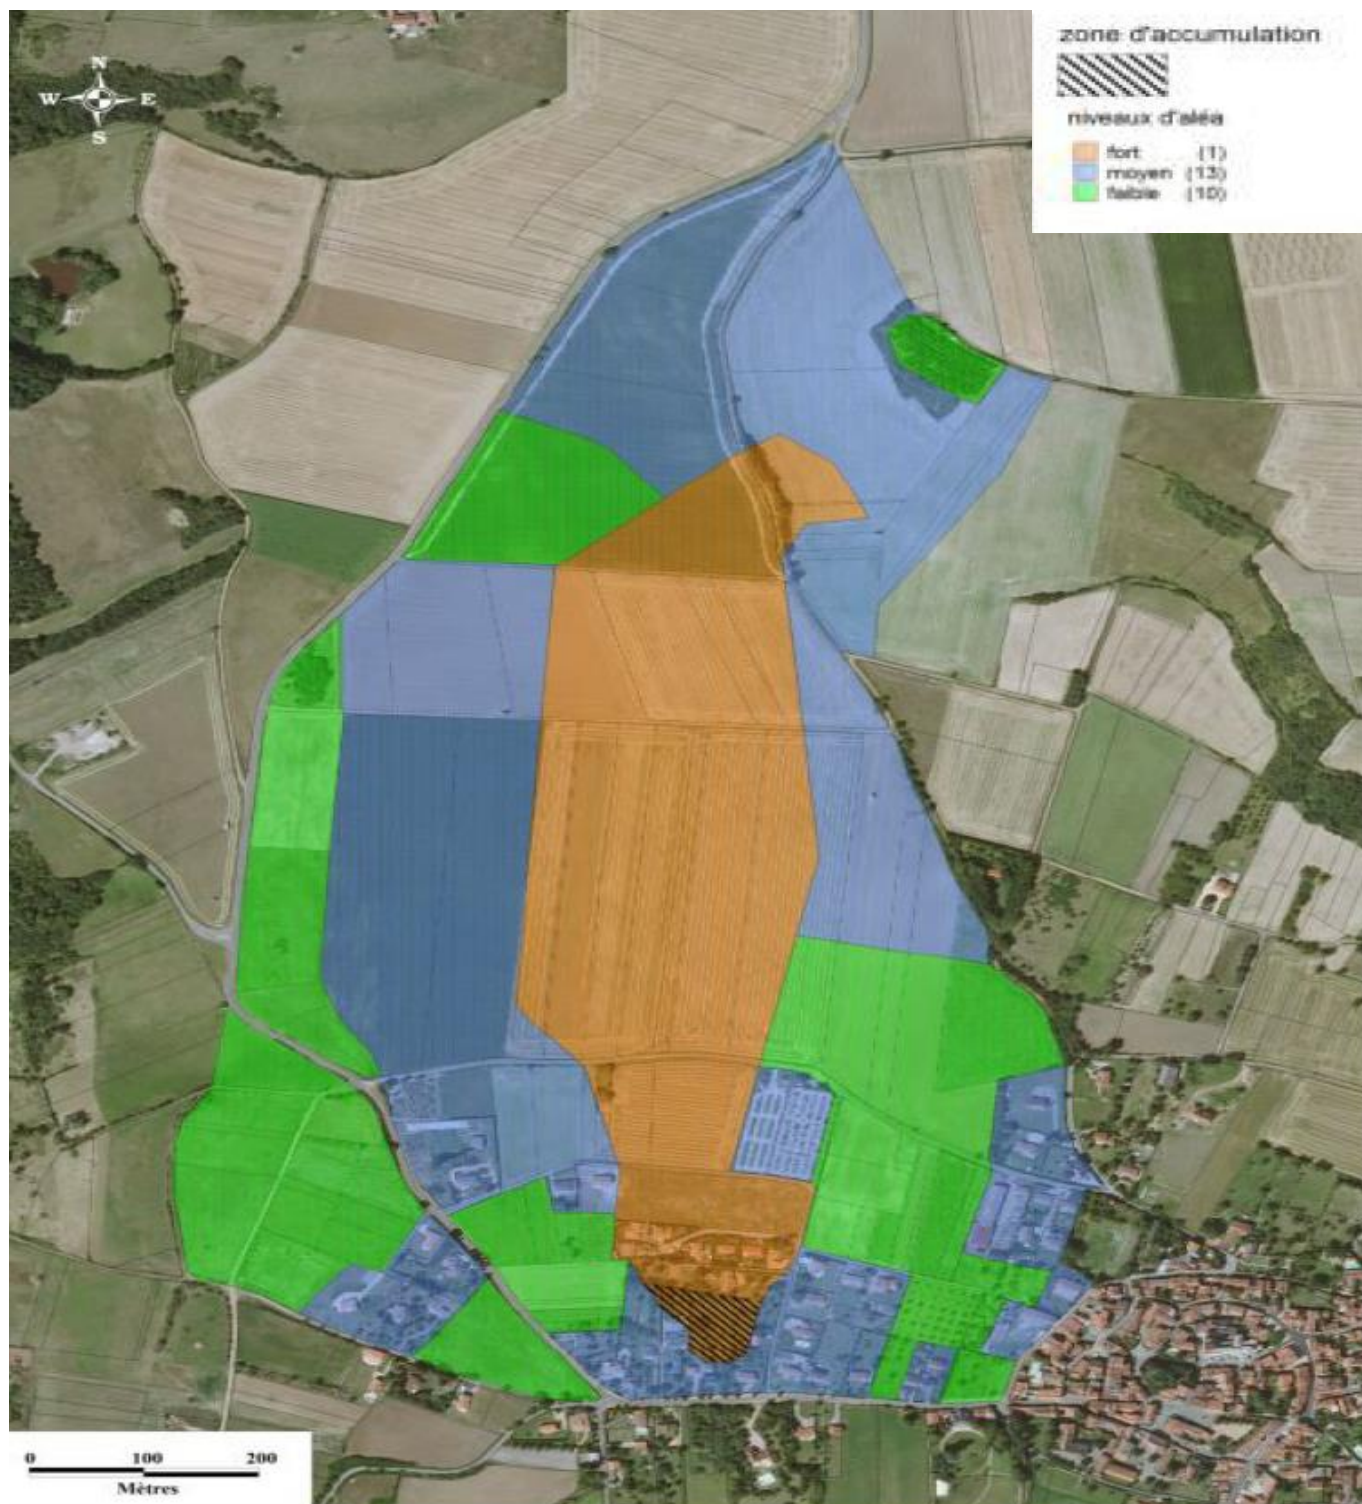 N
W E
S
zone d'accumulation
niveaux d'aléa
fort (1)
moyen (13)
faible (10)
0 100 200
Mètres